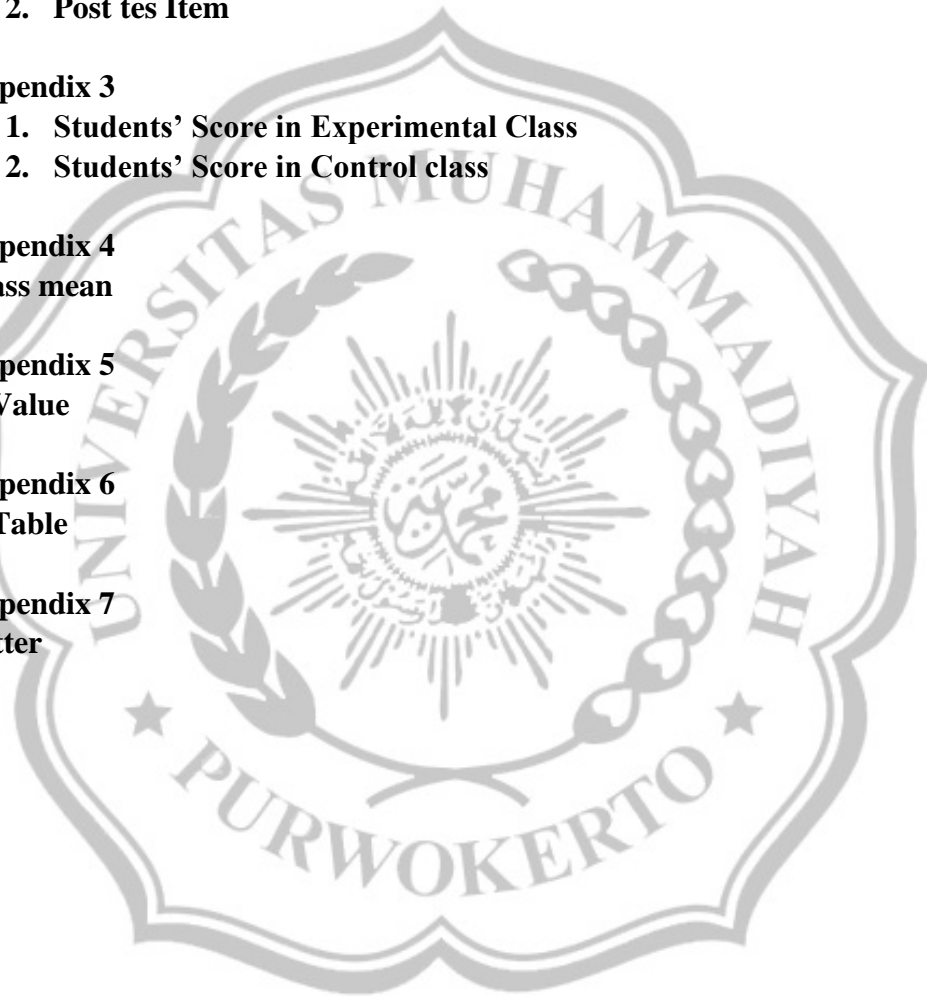 2. Post tes Item
pendix 3
1. Students’ Score in Experimental Class
2. Students’ Score in Control class
pendix 4
ass mean
pendix 5
Value
pendix 6
Table
pendix 7
tter
UNIVERSITAS MUHAMMADIYAH
PURWOKERTO